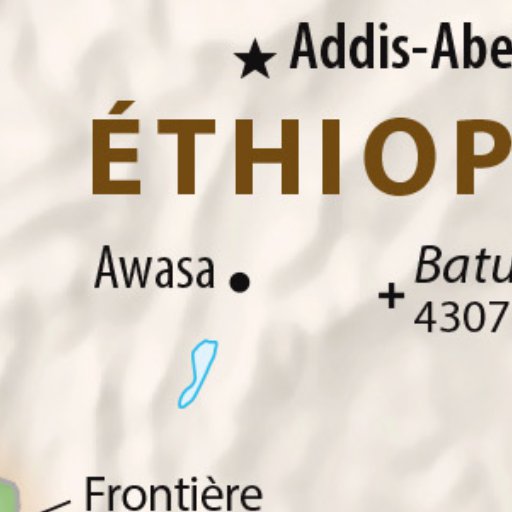 Addis-Abe
ÉTHIOP
Awasa
Batu
4307
Frontière